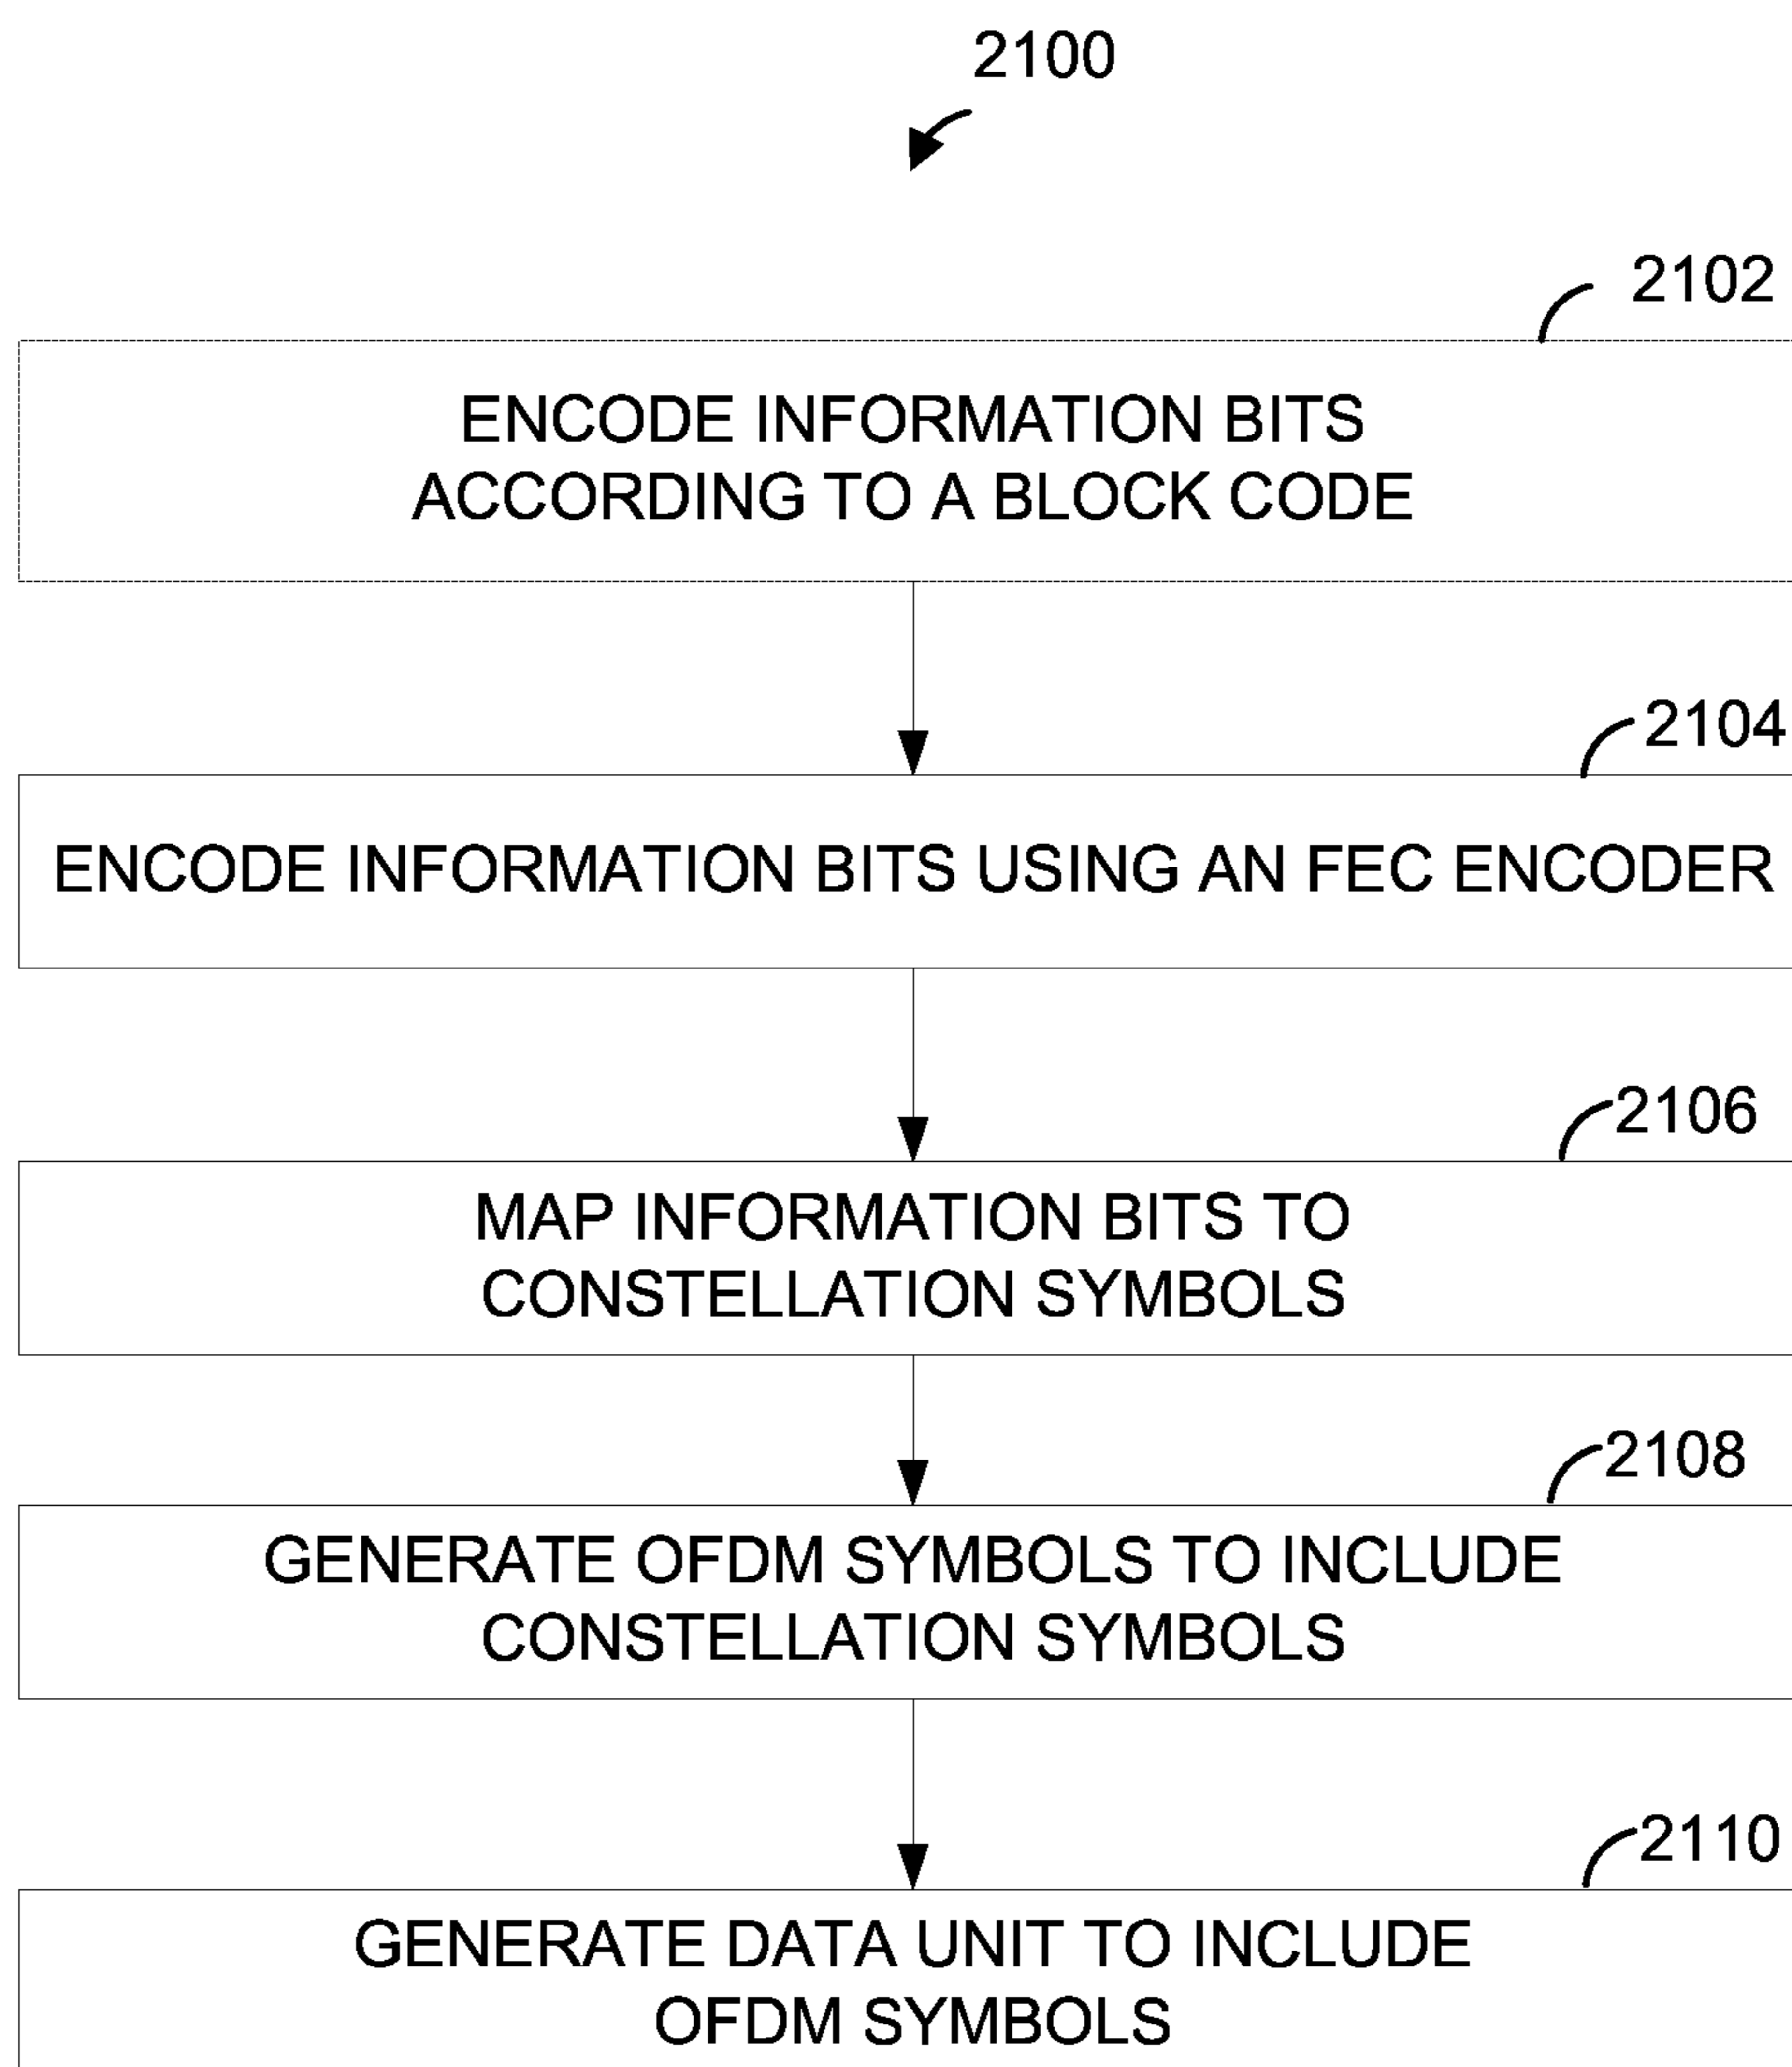 2100
2102
ENCODE INFORMATION BITS
ACCORDING TO A BLOCK CODE
2104
ENCODE INFORMATION BITS USING AN FEC ENCODER
2106
MAP INFORMATION BITS TO
CONSTELLATION SYMBOLS
2108
GENERATE OFDM SYMBOLS TO INCLUDE
CONSTELLATION SYMBOLS
2110
GENERATE DATA UNIT TO INCLUDE
OFDM SYMBOLS